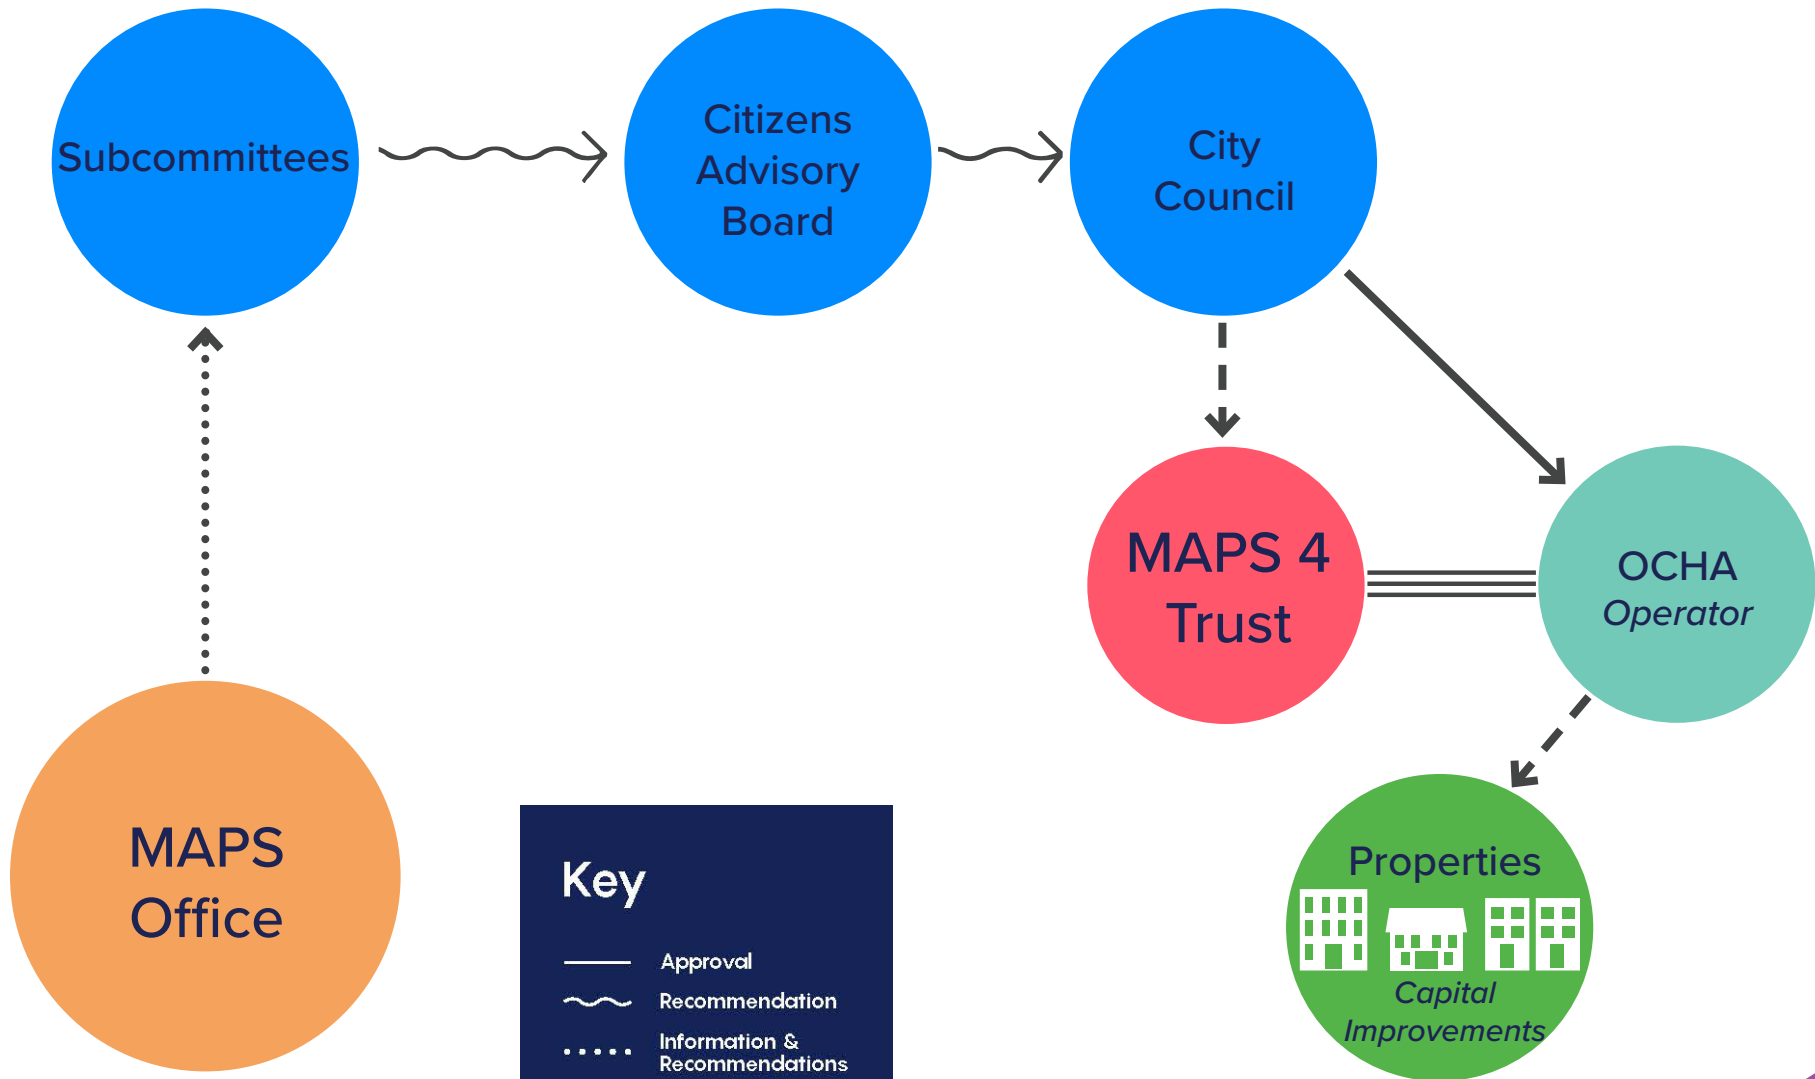 Subcommittees
Citizens
Advisory
Board
City
Council
MAPS 4
Trust
OCHA
Operator
MAPS
Office
Properties
Capital
Improvements
Key
Approval
Recommendation
Information &
Recommendations